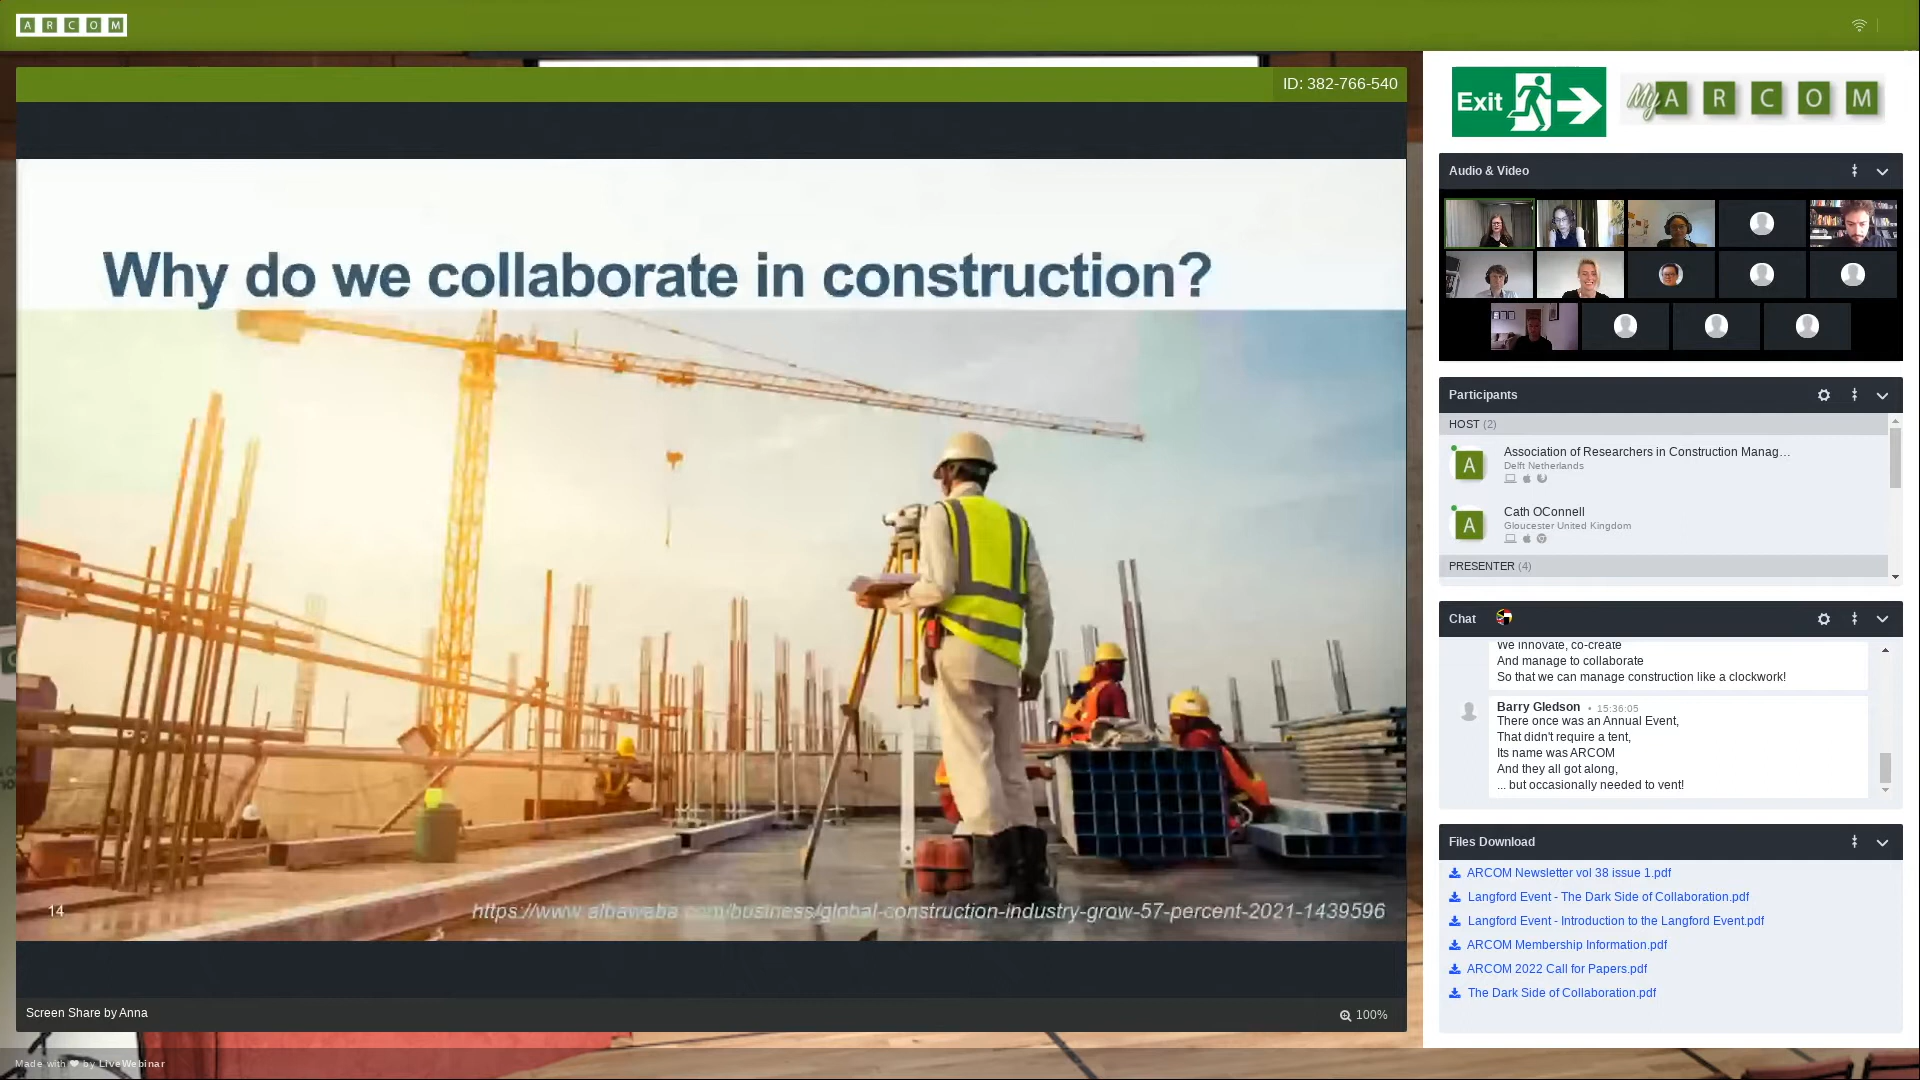 A R C O M
ID: 382-766-540
Why do we collaborate in construction?
14
https://www.albawaba.com/business/global-construction-industry-grow-57-percent-2021-1439596
Screen Share by Anna
100%
Made with ❤ by LiveWebinar
Exit
My A R C O M
Audio & Video
Participants
HOST (2)
A
Association of Researchers in Construction Manag…
Delft Netherlands
A
Cath OConnell
Gloucester United Kingdom
PRESENTER (4)
Chat
We innovate, co-create
And manage to collaborate
So that we can manage construction like a clockwork!
Barry Gledson • 15:36:05
There once was an Annual Event,
That didn't require a tent,
Its name was ARCOM
And they all got along,
... but occasionally needed to vent!
Files Download
ARCOM Newsletter vol 38 issue 1.pdf
Langford Event - The Dark Side of Collaboration.pdf
Langford Event - Introduction to the Langford Event.pdf
ARCOM Membership Information.pdf
ARCOM 2022 Call for Papers.pdf
The Dark Side of Collaboration.pdf